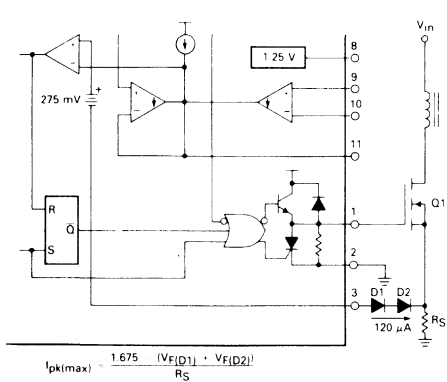 Vin
8
1 25 V
9
+
−
+
−
10
275 mV
+
+
−
+
−
11
R
Q̅
S
1
Q1
2
3
D1
D2
120 μA
RS
Ipk(max) = 1.675 − (VF(D1) + VF(D2))
RS